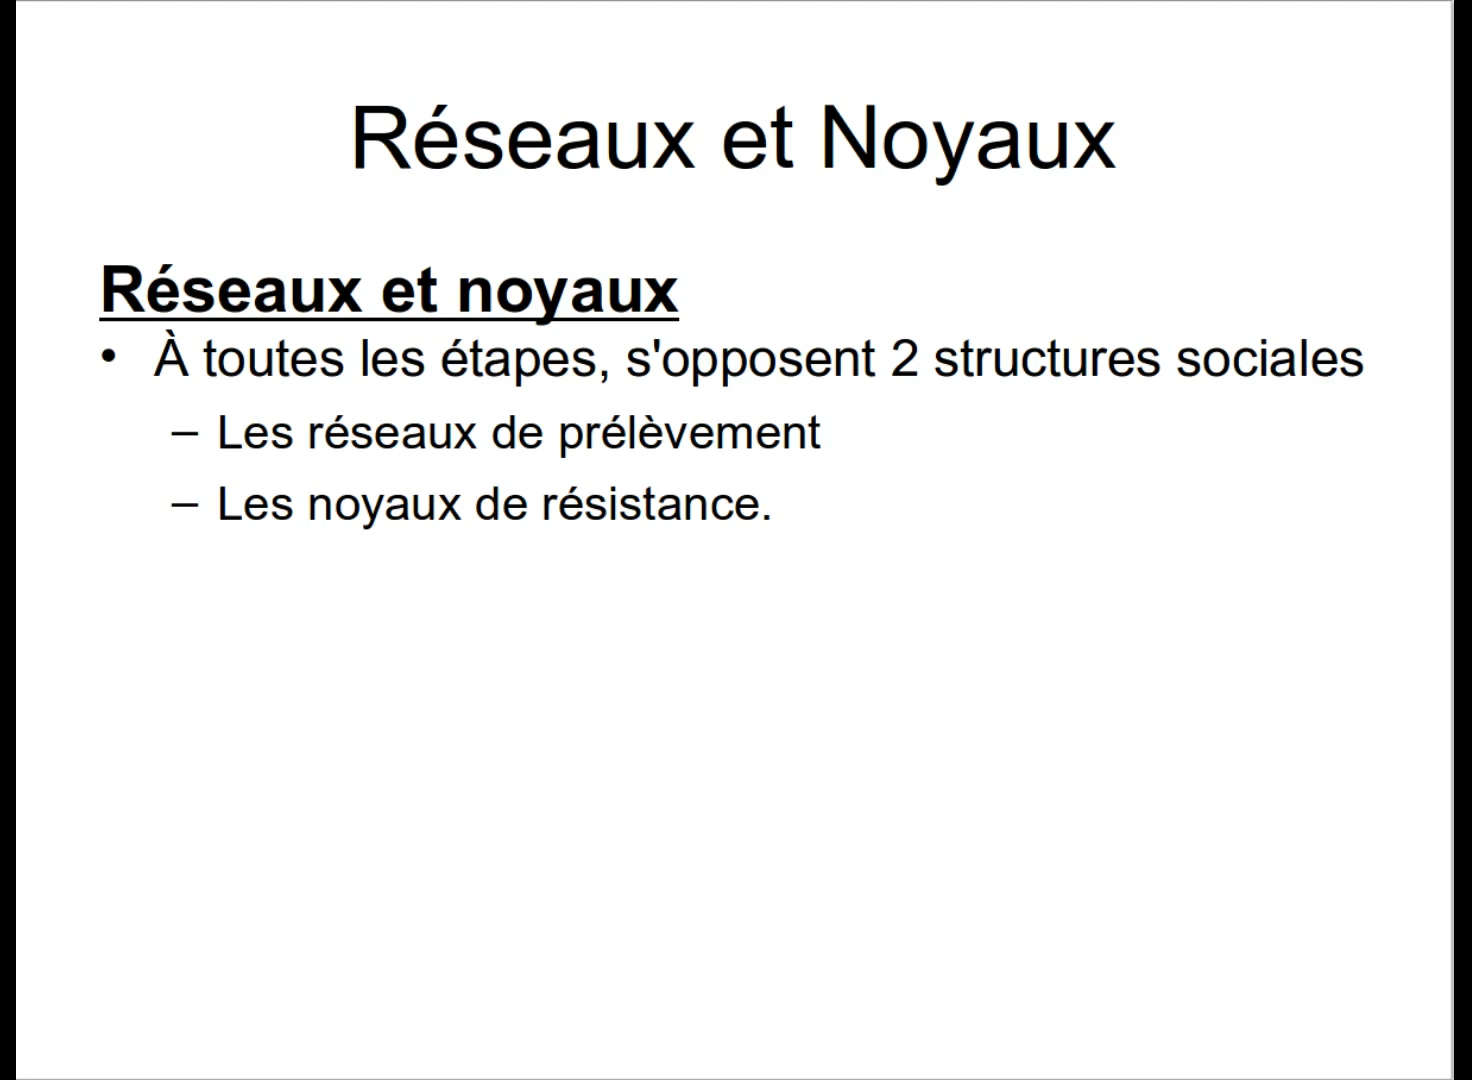 Réseaux et Noyaux
Réseaux et noyaux
• À toutes les étapes, s'opposent 2 structures sociales
– Les réseaux de prélèvement
– Les noyaux de résistance.